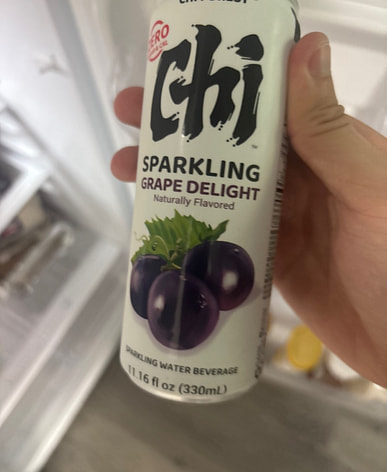 ZERO
Chi
SPARKLING
GRAPE DELIGHT
Naturally Flavored
SPARKLING WATER BEVERAGE
11.16 fl oz (330mL)